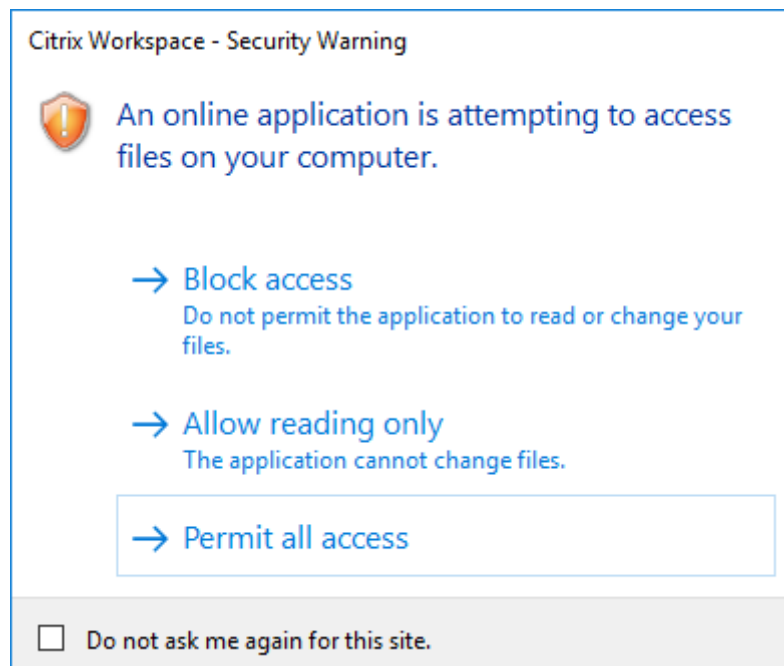 Citrix Workspace - Security Warning
An online application is attempting to access
files on your computer.
Block access
Do not permit the application to read or change your
files.
Allow reading only
The application cannot change files.
Permit all access
Do not ask me again for this site.